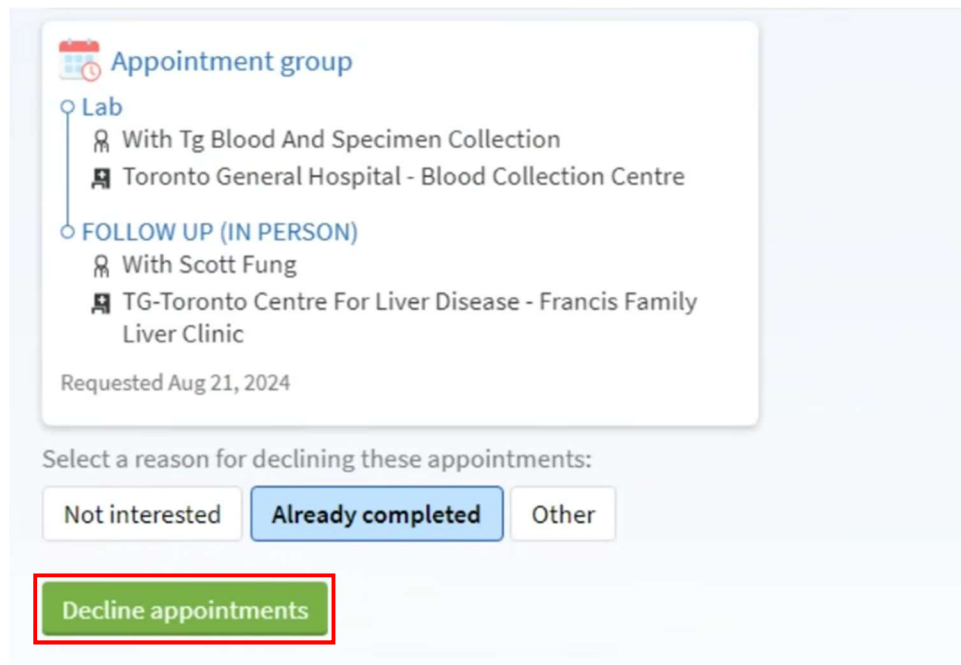 Appointment group
Lab
With Tg Blood And Specimen Collection
Toronto General Hospital - Blood Collection Centre
FOLLOW UP (IN PERSON)
With Scott Fung
TG-Toronto Centre For Liver Disease - Francis Family
Liver Clinic
Requested Aug 21, 2024
Select a reason for declining these appointments:
Not interested Already completed Other
Decline appointments